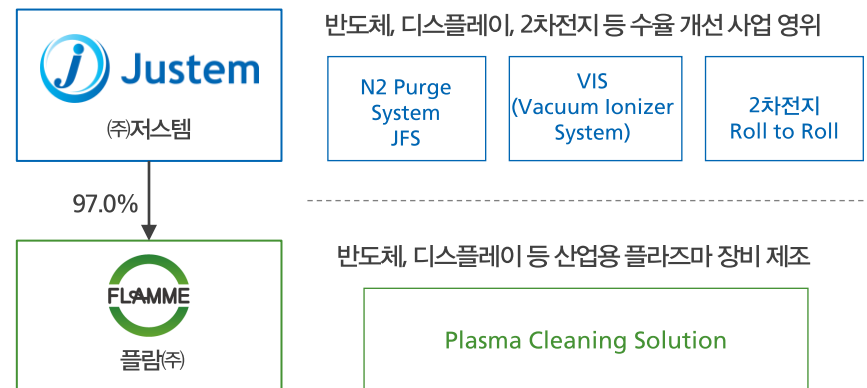 Justem
㈜저스템
반도체, 디스플레이, 2차전지 등 수율 개선 사업 영위
N2 Purge
System
JFS
VIS
(Vacuum Ionizer
System)
2차전지
Roll to Roll
97.0%
FLAMME
플람㈜
반도체, 디스플레이 등 산업용 플라즈마 장비 제조
Plasma Cleaning Solution